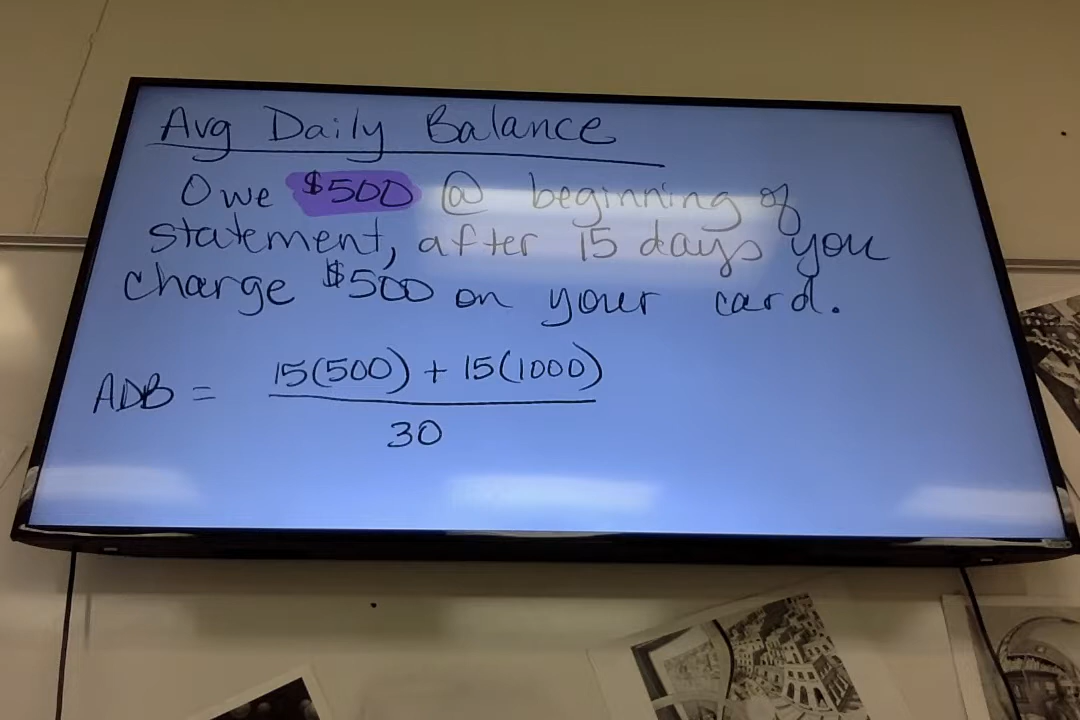 Avg Daily Balance
Owe $500 @ beginning of
statement, after 15 days you
charge $500 on your card.
ADB = 15(500) + 15(1000)
30